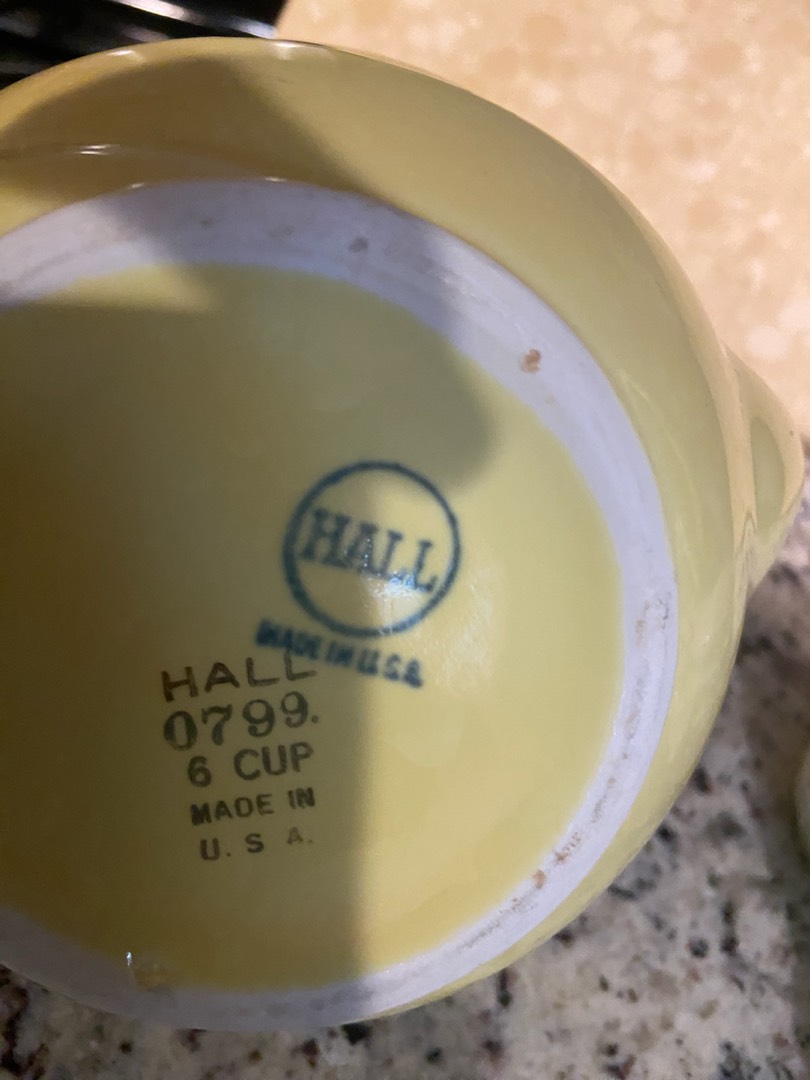 HALL
MADE IN U.S.A.
HALL
0799.
6 CUP
MADE IN
U. S A.